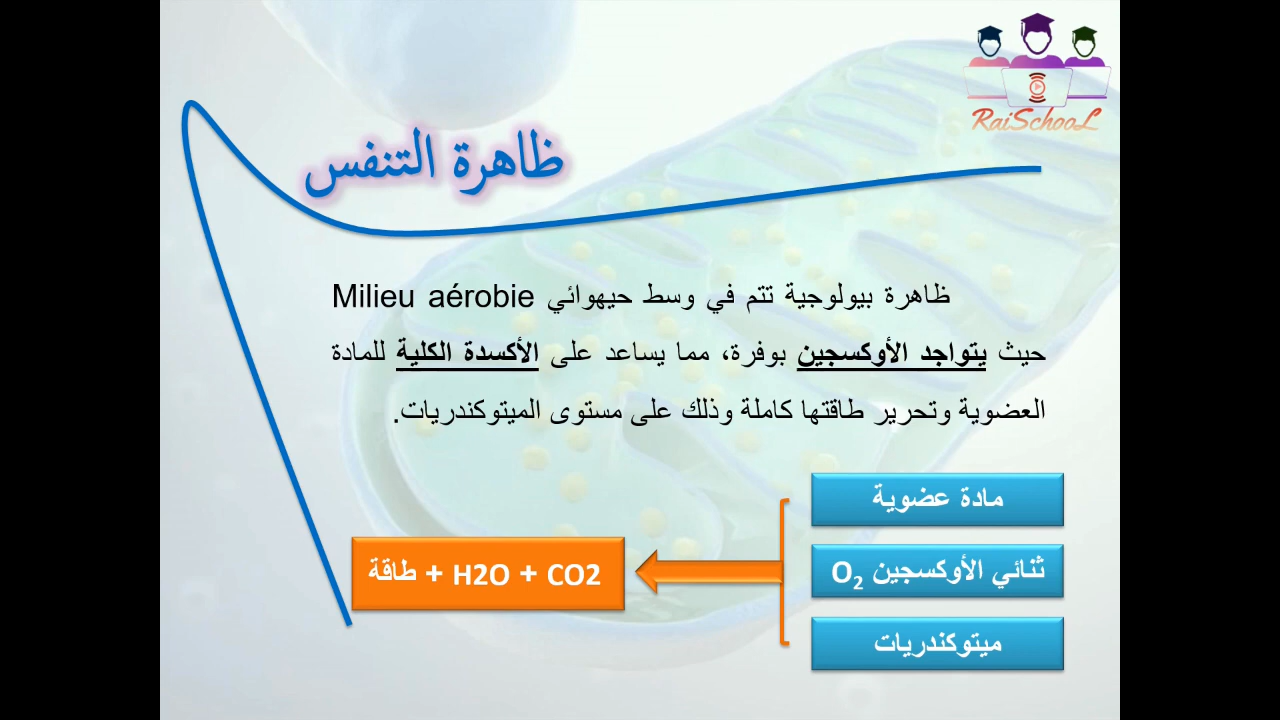 RaiSchooL
ظاهرة التنفس
ظاهرة بيولوجية تتم في وسط حيهوائي Milieu aérobie
حيث يتواجد الأوكسجين بوفرة، مما يساعد على الأكسدة الكلية للمادة
العضوية وتحرير طاقتها كاملة وذلك على مستوى الميتوكندريات.
مادة عضوية
ثنائي الأوكسجين O₂
ميتوكندريات
طاقة + H2O + CO2